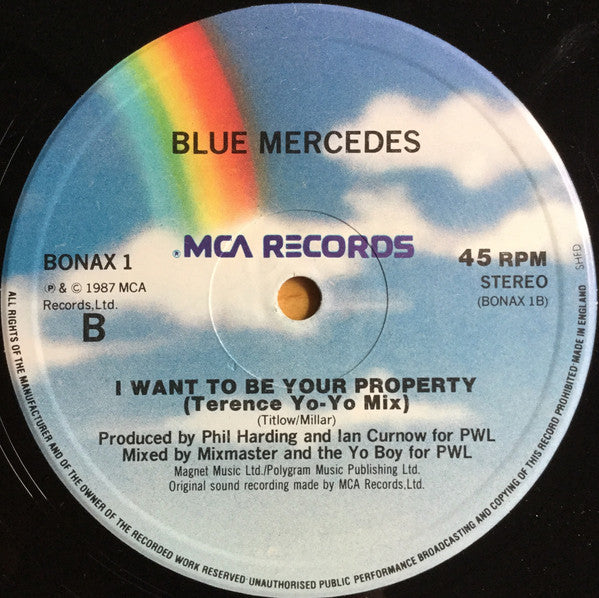 BLUE MERCEDES
® MCA RECORDS
BONAX 1
℗ & © 1987 MCA
Records,Ltd.
B
45 RPM
STEREO
(BONAX 1B)
SHED
I WANT TO BE YOUR PROPERTY
(Terence Yo-Yo Mix)
(Titlow/Millar)
Produced by Phil Harding and Ian Curnow for PWL
Mixed by Mixmaster and the Yo Boy for PWL
Magnet Music Ltd./Polygram Music Publishing Ltd.
Original sound recording made by MCA Records,Ltd.
ALL RIGHTS OF THE MANUFACTURER AND OF THE OWNER OF THE RECORDED WORK RESERVED·UNAUTHORISED PUBLIC PERFORMANCE BROADCASTING AND COPYING OF THIS RECORD PROHIBITED·MADE IN ENGLAND